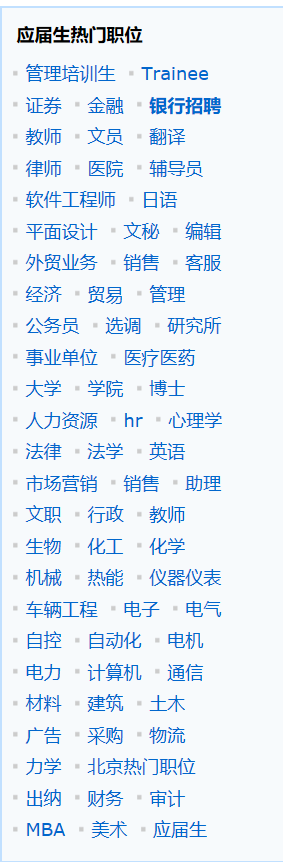 应届生热门职位
管理培训生 Trainee
证券 金融 银行招聘
教师 文员 翻译
律师 医院 辅导员
软件工程师 日语
平面设计 文秘 编辑
外贸业务 销售 客服
经济 贸易 管理
公务员 选调 研究所
事业单位 医疗医药
大学 学院 博士
人力资源 hr 心理学
法律 法学 英语
市场营销 销售 助理
文职 行政 教师
生物 化工 化学
机械 热能 仪器仪表
车辆工程 电子 电气
自控 自动化 电机
电力 计算机 通信
材料 建筑 土木
广告 采购 物流
力学 北京热门职位
出纳 财务 审计
MBA 美术 应届生